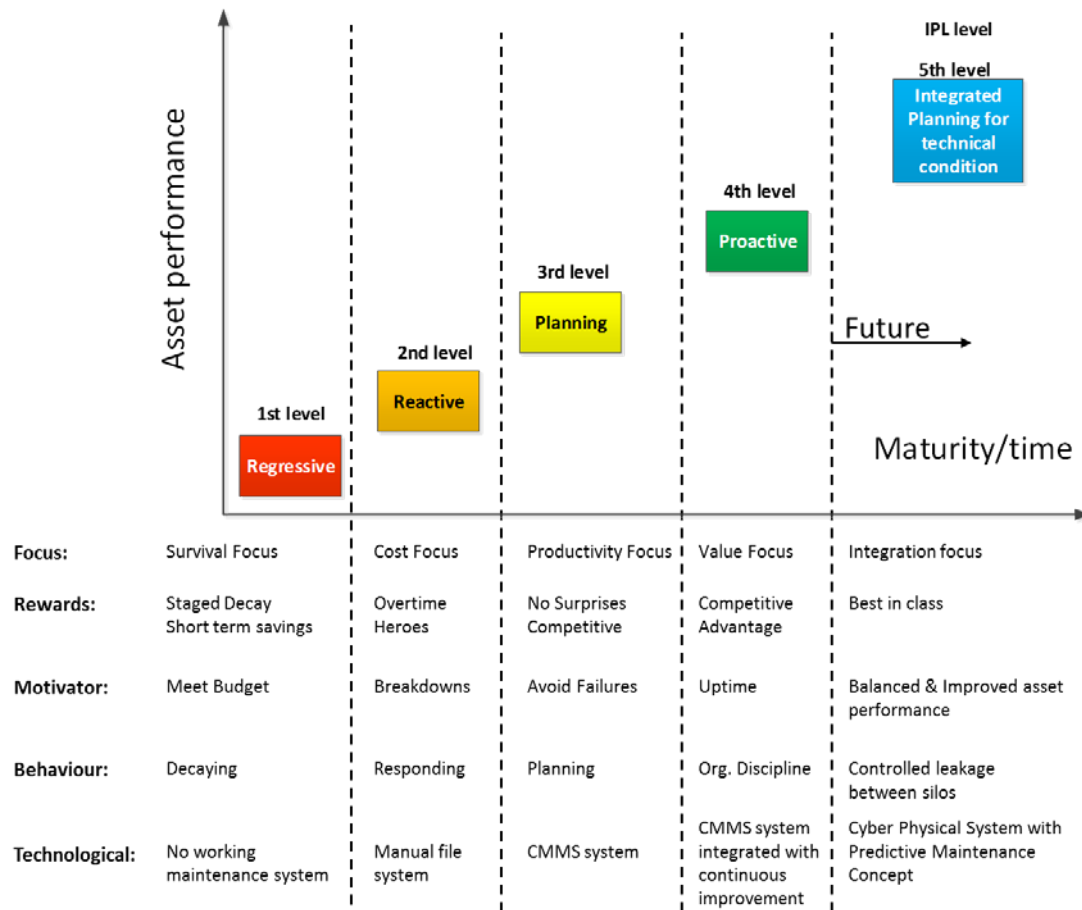 IPL level
5th level
Integrated
Planning for
technical
condition
4th level
Proactive
3rd level
Planning
2nd level
Reactive
1st level
Regressive
Asset performance
Future
Maturity/time
Focus:
Survival Focus
Cost Focus
Productivity Focus
Value Focus
Integration focus
Rewards:
Staged Decay
Short term savings
Overtime
Heroes
No Surprises
Competitive
Competitive
Advantage
Best in class
Motivator:
Meet Budget
Breakdowns
Avoid Failures
Uptime
Balanced & Improved asset
performance
Behaviour:
Decaying
Responding
Planning
Org. Discipline
Controlled leakage
between silos
Technological:
No working
maintenance system
Manual file
system
CMMS system
CMMS system
integrated with
continuous
improvement
Cyber Physical System with
Predictive Maintenance
Concept